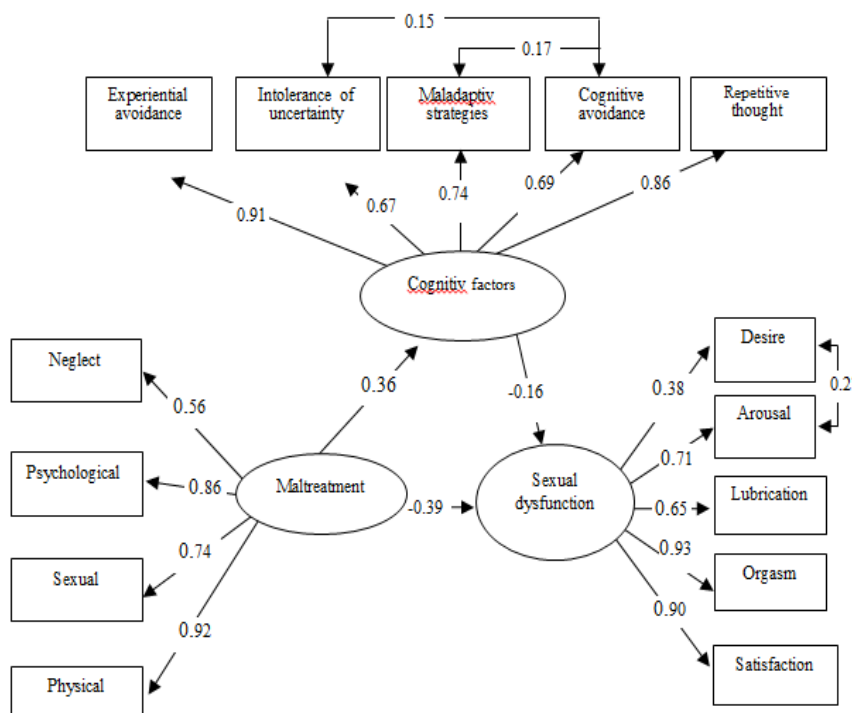 0.15
0.17
Experiential
avoidance
Intolerance of
uncertainty
Maladaptiv
strategies
Cognitive
avoidance
Repetitive
thought
0.91
0.67
0.74
0.69
0.86
Cognitiv factors
Neglect
Psychological
Sexual
Physical
0.56
0.86
0.74
0.92
Maltreatment
0.36
-0.16
-0.39
Sexual
dysfunction
0.38
0.71
0.65
0.93
0.90
Desire
Arousal
Lubrication
Orgasm
Satisfaction
0.2